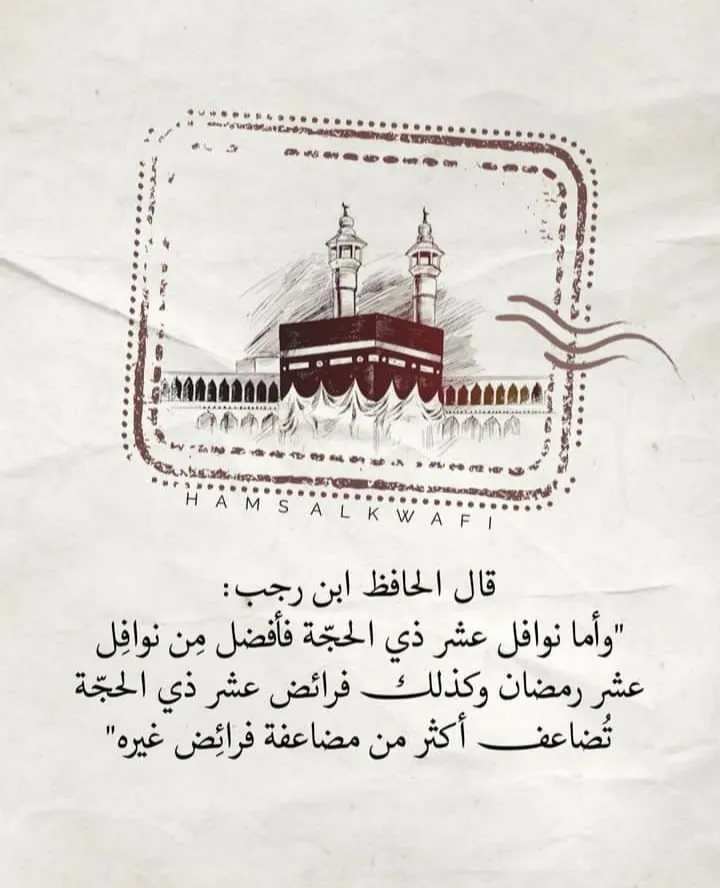 HAMSALKWAFI
قال الحافظ ابن رجب:
"وأما نوافل عشر ذي الحجّة فأفضل مِن نوافِل
عشر رمضان وكذلك فرائض عشر ذي الحجّة
تُضاعف أكثر من مضاعفة فرائِض غيره"